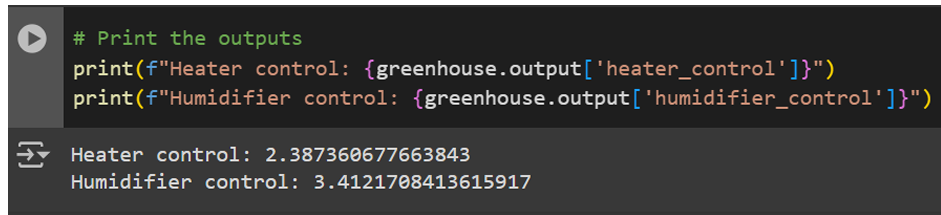 # Print the outputs
print(f"Heater control: {greenhouse.output['heater_control']}")
print(f"Humidifier control: {greenhouse.output['humidifier_control']}")
Heater control: 2.387360677663843
Humidifier control: 3.4121708413615917